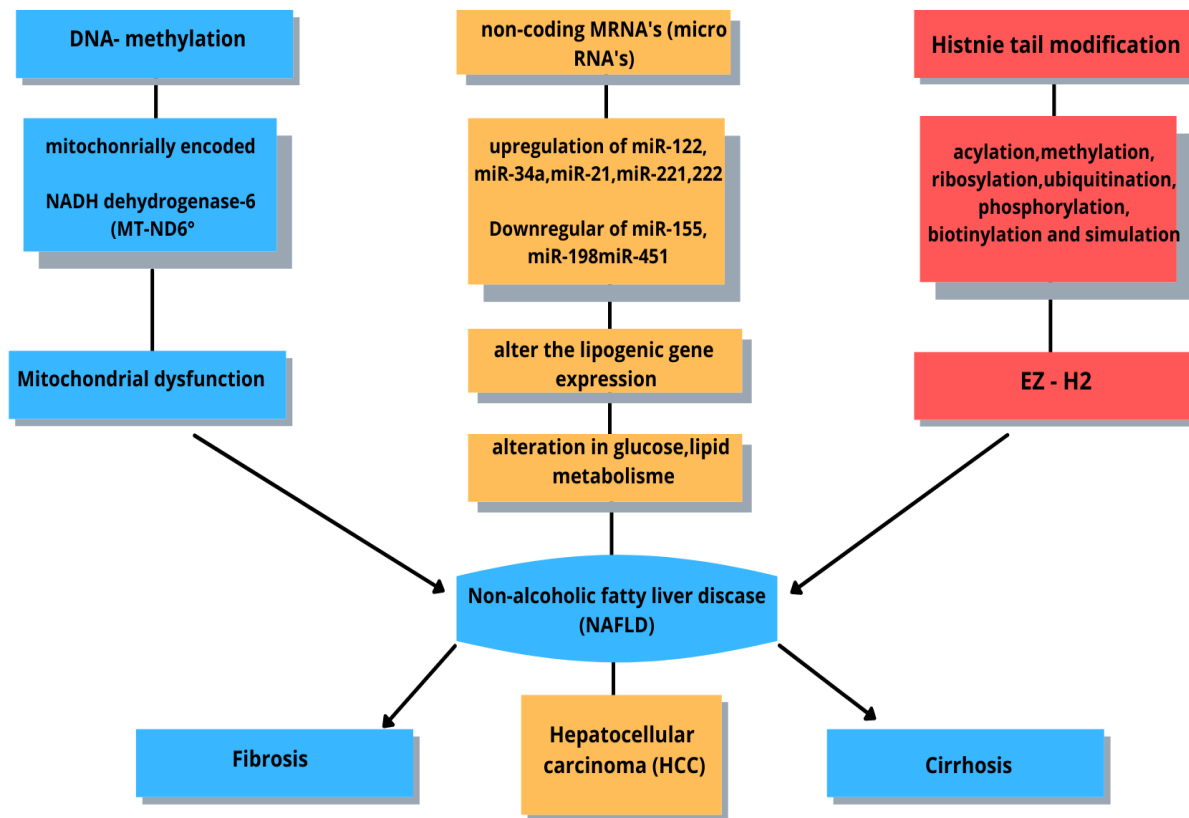 DNA- methylation
non-coding MRNA's (micro
RNA's)
Histnie tail modification
mitochonrially encoded
NADH dehydrogenase-6
(MT-ND6°
upregulation of miR-122,
miR-34a,miR-21,miR-221,222
Downregular of miR-155,
miR-198miR-451
acylation,methylation,
ribosylation,ubiquitination,
phosphorylation,
biotinylation and simulation
Mitochondrial dysfunction
alter the lipogenic gene
expression
EZ - H2
alteration in glucose,lipid
metabolisme
Non-alcoholic fatty liver discase
(NAFLD)
Fibrosis
Hepatocellular
carcinoma (HCC)
Cirrhosis